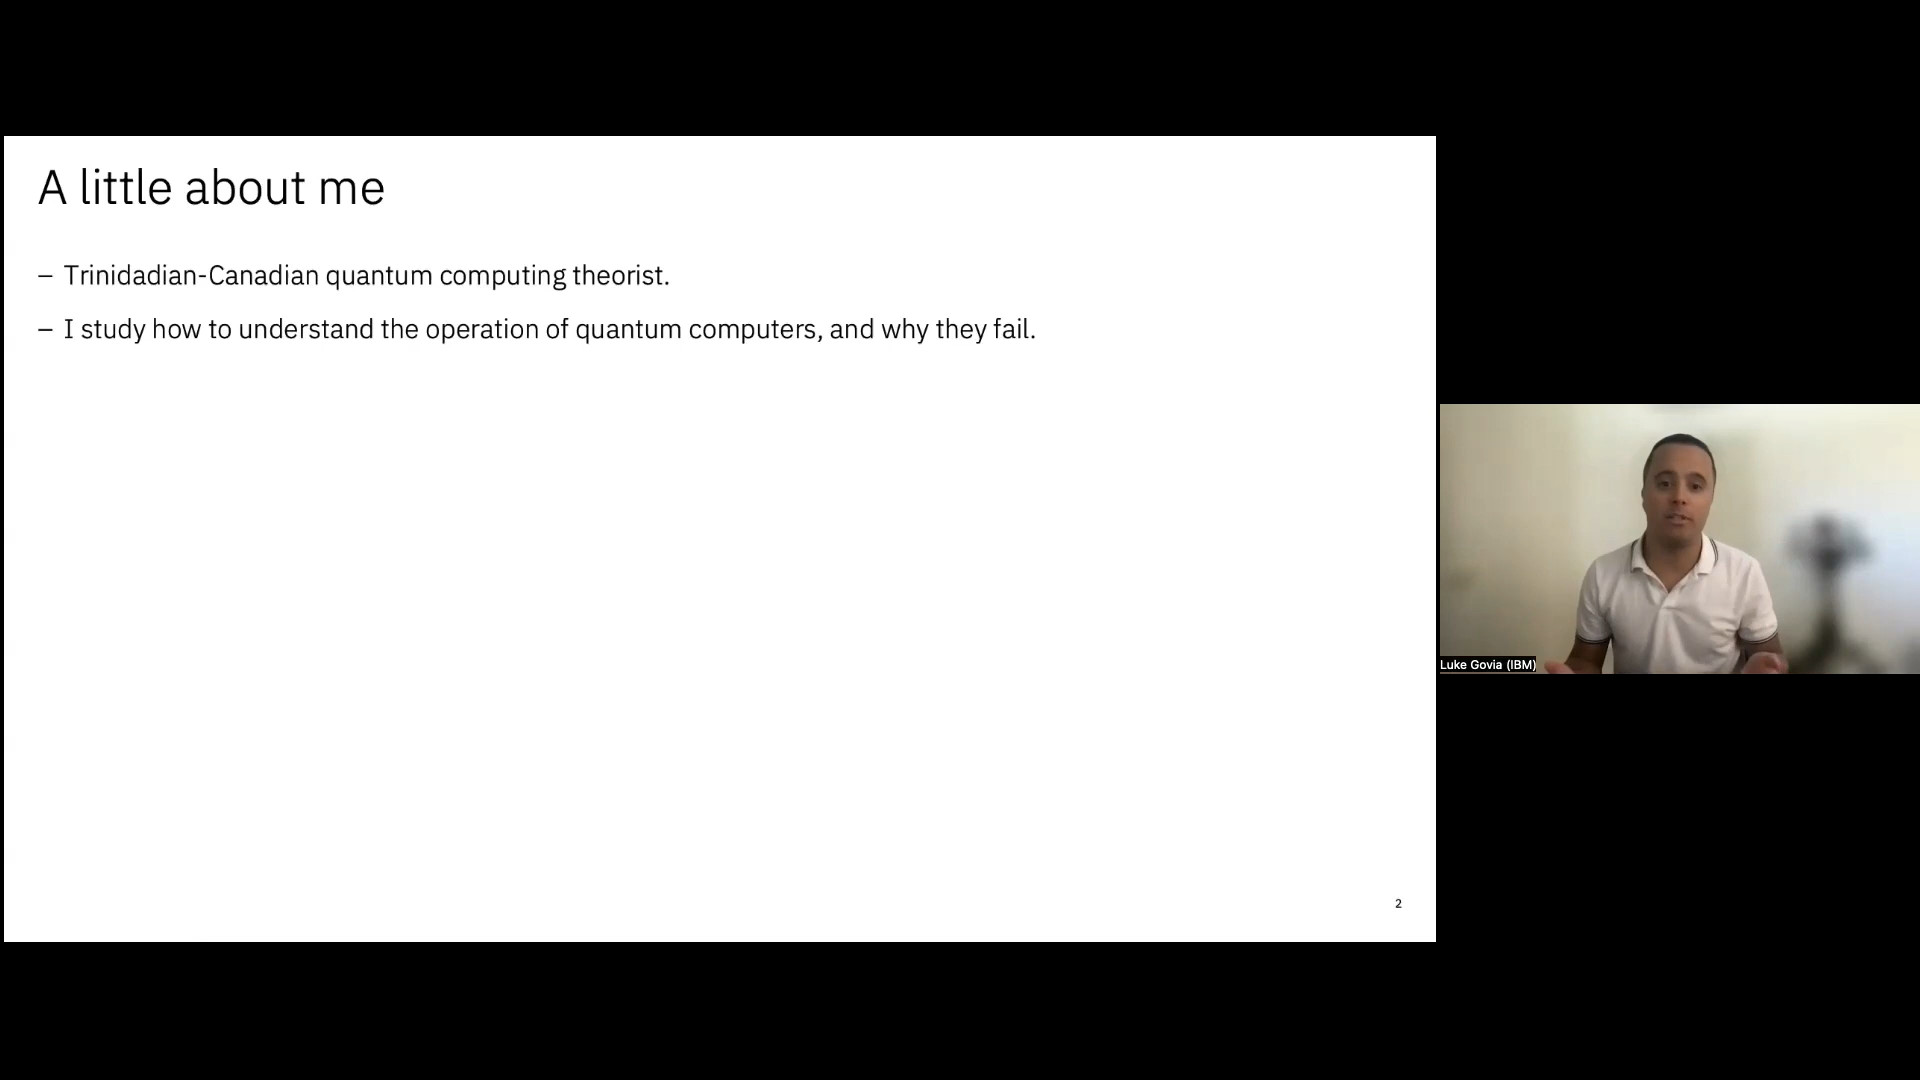 A little about me
– Trinidadian-Canadian quantum computing theorist.
– I study how to understand the operation of quantum computers, and why they fail.
Luke Govia (IBM)
2